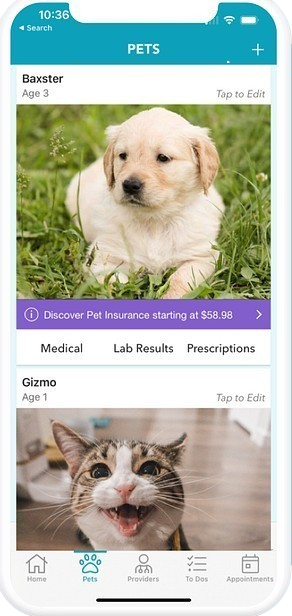 10:36
Search
PETS
Baxster
Age 3
Tap to Edit
Discover Pet Insurance starting at $58.98
Medical Lab Results Prescriptions
Gizmo
Age 1
Tap to Edit
Home Pets Providers To Dos Appointments